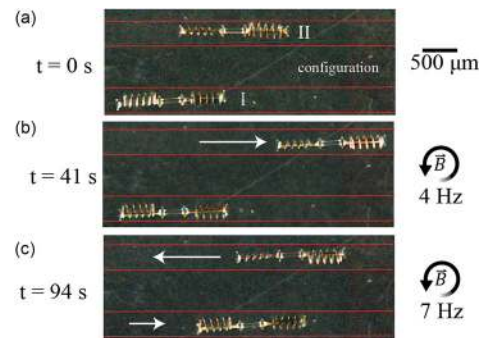 (a)
II
t = 0 s
configuration
500 μm
I
(b)
t = 41 s
B
4 Hz
(c)
t = 94 s
B
7 Hz